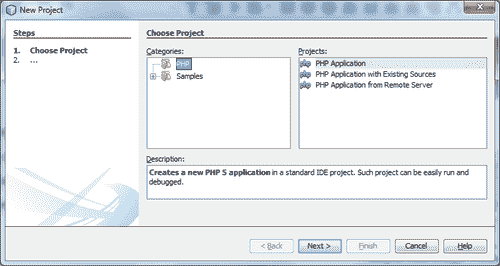 New Project
Steps
1. Choose Project
2. ...
Choose Project
Categories:
PHP
Samples
Projects:
PHP Application
PHP Application with Existing Sources
PHP Application from Remote Server
Description:
Creates a new PHP 5 application in a standard IDE project. Such project can be easily run and
debugged.
< Back
Next >
Finish
Cancel
Help